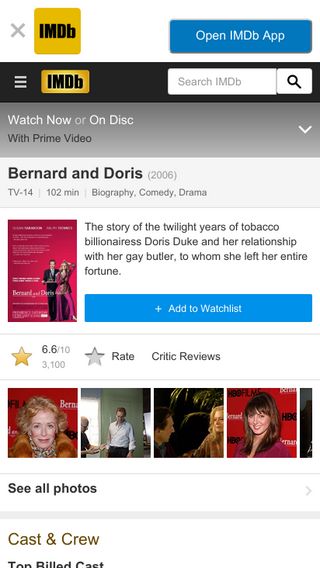 IMDb
Open IMDb App
IMDb
Search IMDb
Watch Now or On Disc
With Prime Video
Bernard and Doris (2006)
TV-14 | 102 min | Biography, Comedy, Drama
SUSAN SARANDON RALPH FIENNES
Bernard and Doris
The story of the twilight years of tobacco
billionairess Doris Duke and her relationship
with her gay butler, to whom she left her entire
fortune.
+ Add to Watchlist
6.6/10
3,100
Rate
Critic Reviews
HBO FILMS
See all photos
Cast & Crew
Top Billed Cast